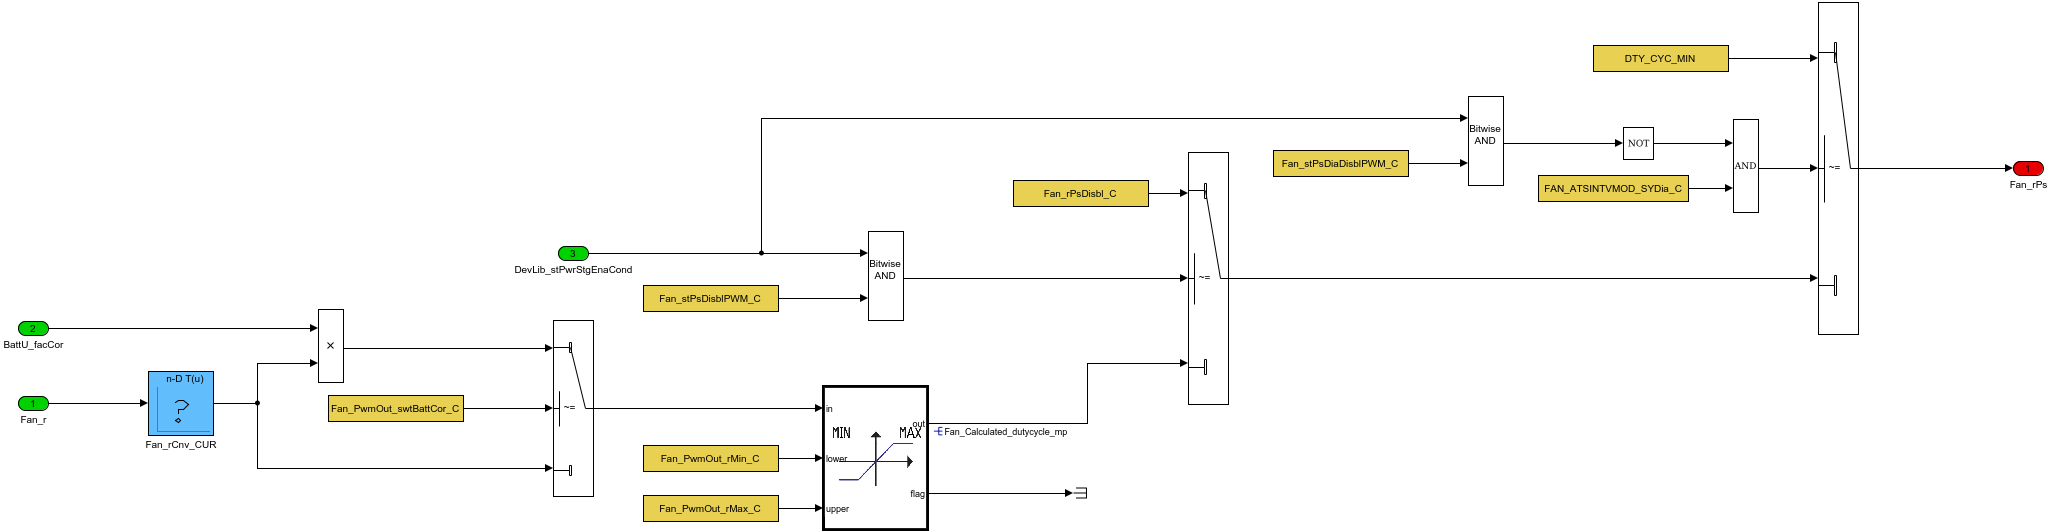 DTY_CYC_MIN
Bitwise
AND
NOT
Fan_stPsDiaDisblPWM_C
AND
~=
1
Fan_rPs
FAN_ATSINTVMOD_SYDia_C
Fan_rPsDisbl_C
3
DevLib_stPwrStgEnaCond
Bitwise
AND
~=
Fan_stPsDisblPWM_C
2
BattU_facCor
×
n-D T(u)
?
1
Fan_r
Fan_rCnv_CUR
Fan_PwmOut_swtBattCor_C
~=
in
out
MIN
MAX
Fan_Calculated_dutycycle_mp
Fan_PwmOut_rMin_C
lower
flag
Fan_PwmOut_rMax_C
upper